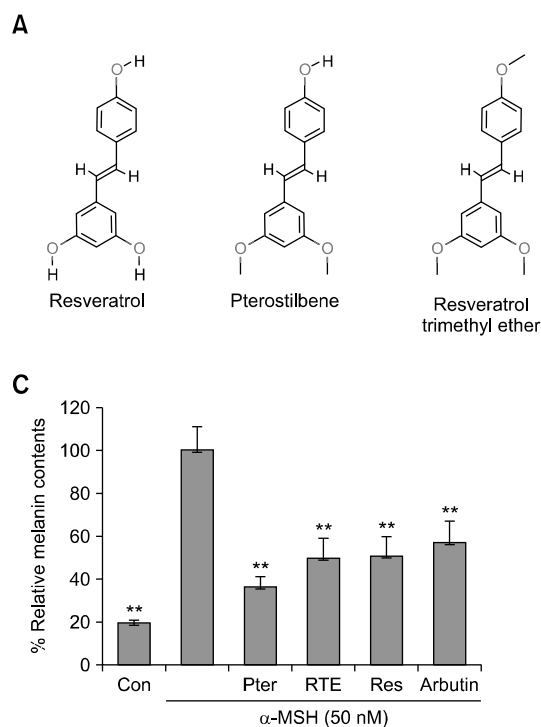 A
O H O H O
H H H H H H
O O O O O O
H H
Resveratrol Pterostilbene Resveratrol
trimethyl ether
C
% Relative melanin contents
120
100
80
60
40
20
0
** ** ** ** **
Con Pter RTE Res Arbutin
α-MSH (50 nM)